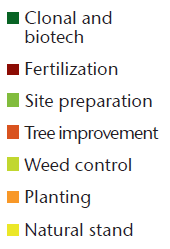 Clonal and
biotech
Fertilization
Site preparation
Tree improvement
Weed control
Planting
Natural stand